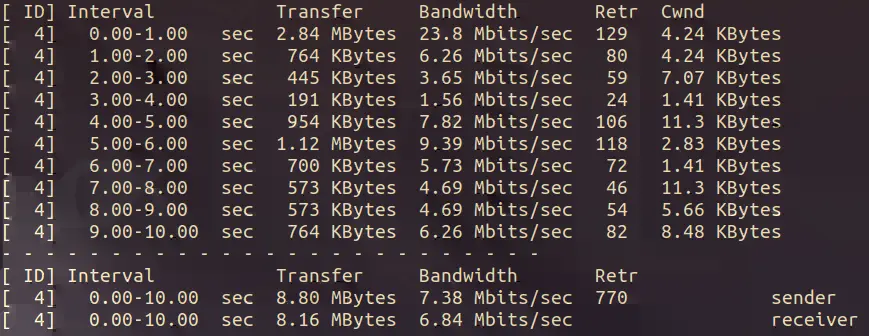 [ ID] Interval           Transfer     Bandwidth       Retr  Cwnd
[  4]   0.00-1.00   sec  2.84 MBytes  23.8 Mbits/sec  129   4.24 KBytes
[  4]   1.00-2.00   sec   764 KBytes  6.26 Mbits/sec   80   4.24 KBytes
[  4]   2.00-3.00   sec   445 KBytes  3.65 Mbits/sec   59   7.07 KBytes
[  4]   3.00-4.00   sec   191 KBytes  1.56 Mbits/sec   24   1.41 KBytes
[  4]   4.00-5.00   sec   954 KBytes  7.82 Mbits/sec  106   11.3 KBytes
[  4]   5.00-6.00   sec  1.12 MBytes  9.39 Mbits/sec  118   2.83 KBytes
[  4]   6.00-7.00   sec   700 KBytes  5.73 Mbits/sec   72   1.41 KBytes
[  4]   7.00-8.00   sec   573 KBytes  4.69 Mbits/sec   46   11.3 KBytes
[  4]   8.00-9.00   sec   573 KBytes  4.69 Mbits/sec   54   5.66 KBytes
[  4]   9.00-10.00  sec   764 KBytes  6.26 Mbits/sec   82   8.48 KBytes
- - - - - - - - - - - - - - - - - - - - - - - - -
[ ID] Interval           Transfer     Bandwidth       Retr
[  4]   0.00-10.00  sec  8.80 MBytes  7.38 Mbits/sec  770             sender
[  4]   0.00-10.00  sec  8.16 MBytes  6.84 Mbits/sec                  receiver